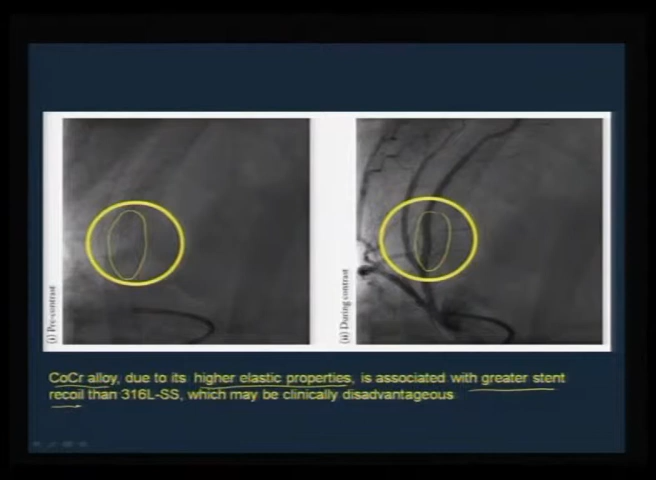 (i) Pre-contrast
(ii) During contrast
CoCr alloy, due to its higher elastic properties, is associated with greater stent
recoil than 316L-SS, which may be clinically disadvantageous